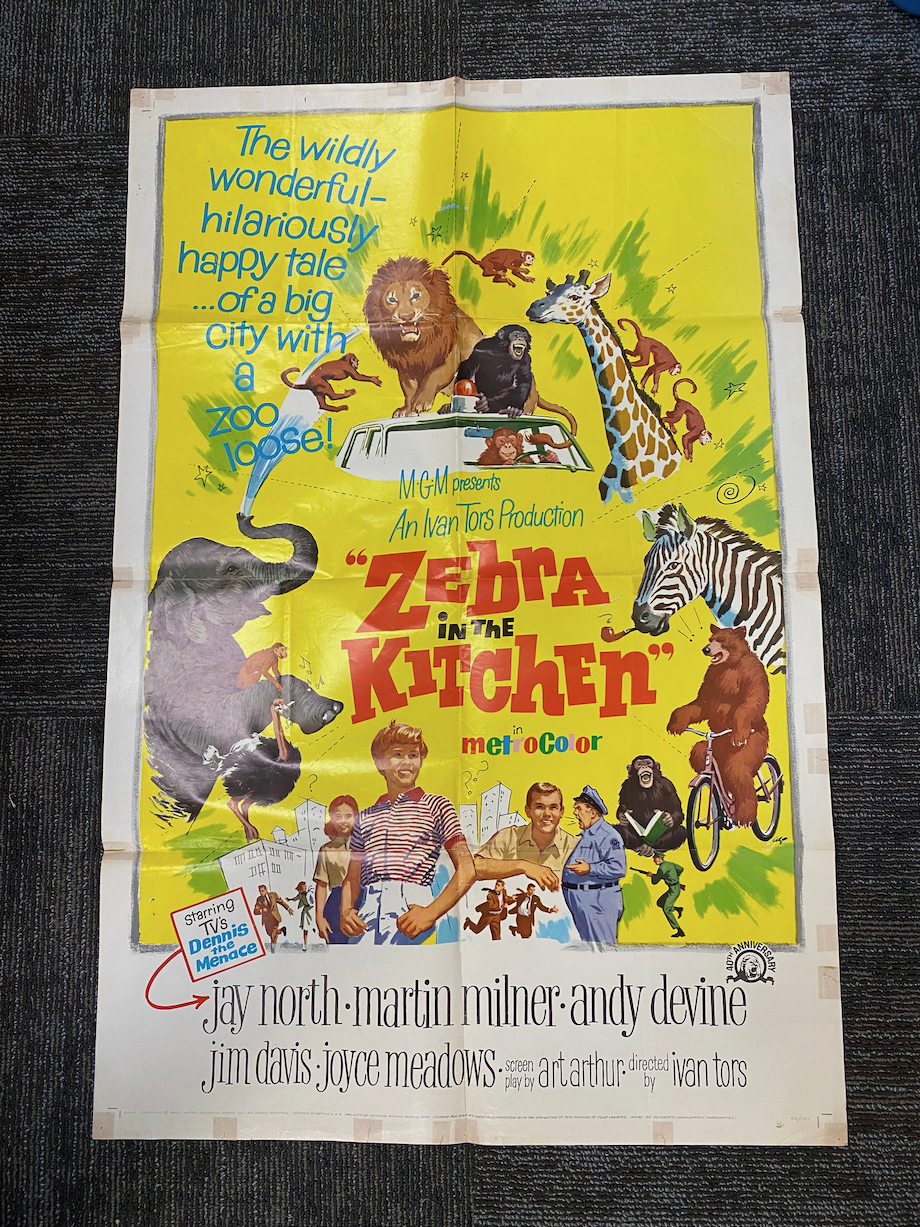 The wildly
wonderful-
hilariously
happy tale
...of a big
city with
a
zoo
loose!
M-G-M presents
An Ivan Tors Production
"Zebra
in the
Kitchen"
in
metrocolor
Starring
TV's
Dennis
the
Menace
40TH ANNIVERSARY
jay north · martin milner · andy devine
jim davis · joyce meadows · screen play by art arthur · directed by ivan tors